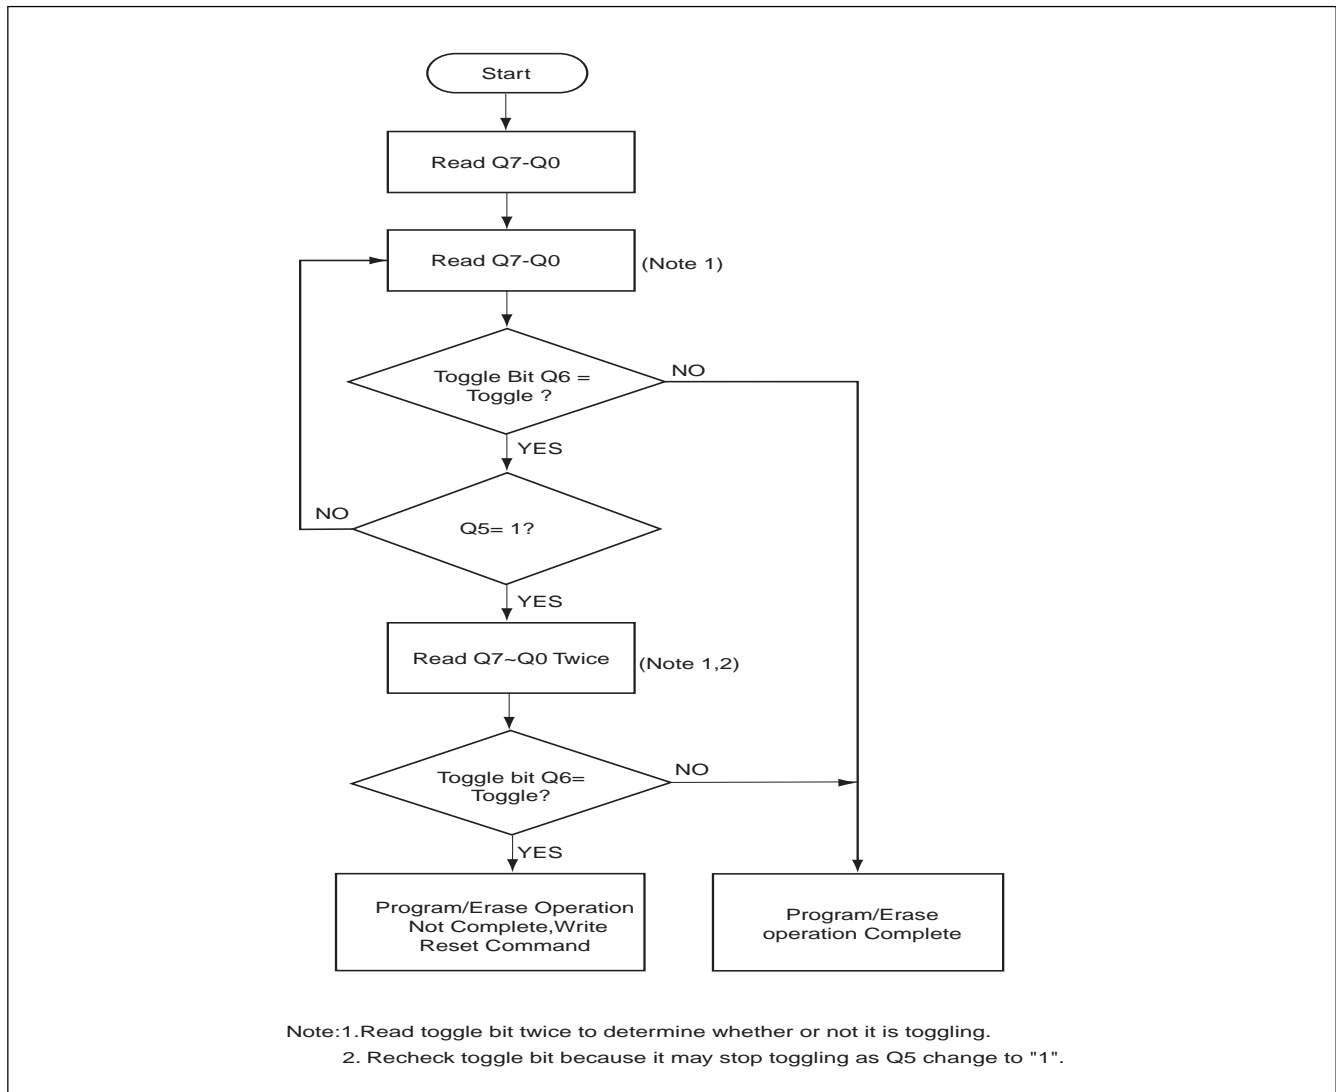 Start
Read Q7-Q0
Read Q7-Q0
(Note 1)
Toggle Bit Q6 =
Toggle ?
NO
YES
NO
Q5= 1?
YES
Read Q7~Q0 Twice
(Note 1,2)
Toggle bit Q6=
Toggle?
NO
YES
Program/Erase Operation
Not Complete,Write
Reset Command
Program/Erase
operation Complete
Note:1.Read toggle bit twice to determine whether or not it is toggling.
2. Recheck toggle bit because it may stop toggling as Q5 change to "1".